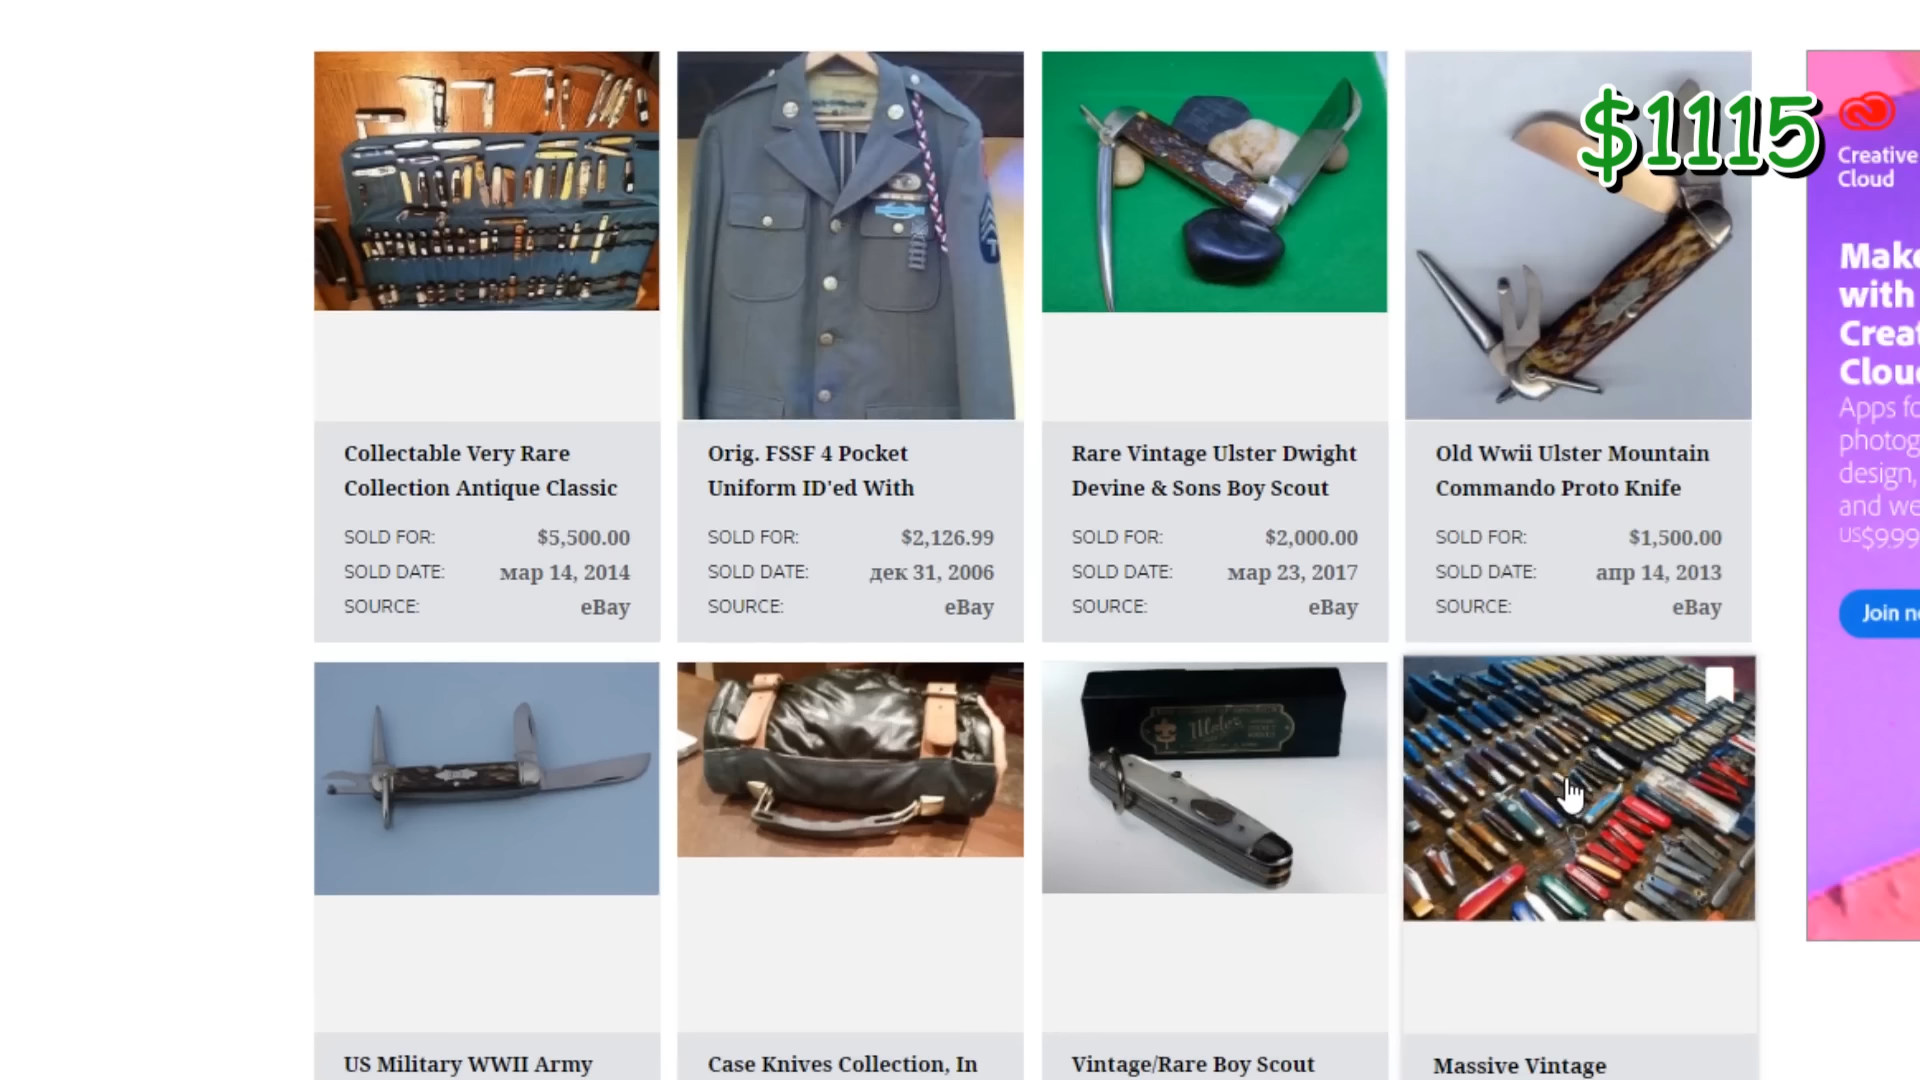 $1115
Creative
Cloud
Make
with
Creat
Cloud
Apps fo
photog
design,
and we
US$9.99
Join no
Collectable Very Rare
Collection Antique Classic
SOLD FOR: $5,500.00
SOLD DATE: мар 14, 2014
SOURCE: eBay
Orig. FSSF 4 Pocket
Uniform ID'ed With
SOLD FOR: $2,126.99
SOLD DATE: дек 31, 2006
SOURCE: eBay
Rare Vintage Ulster Dwight
Devine & Sons Boy Scout
SOLD FOR: $2,000.00
SOLD DATE: мар 23, 2017
SOURCE: eBay
Old Wwii Ulster Mountain
Commando Proto Knife
SOLD FOR: $1,500.00
SOLD DATE: апр 14, 2013
SOURCE: eBay
Ulster
US Military WWII Army
Case Knives Collection, In
Vintage/Rare Boy Scout
Massive Vintage